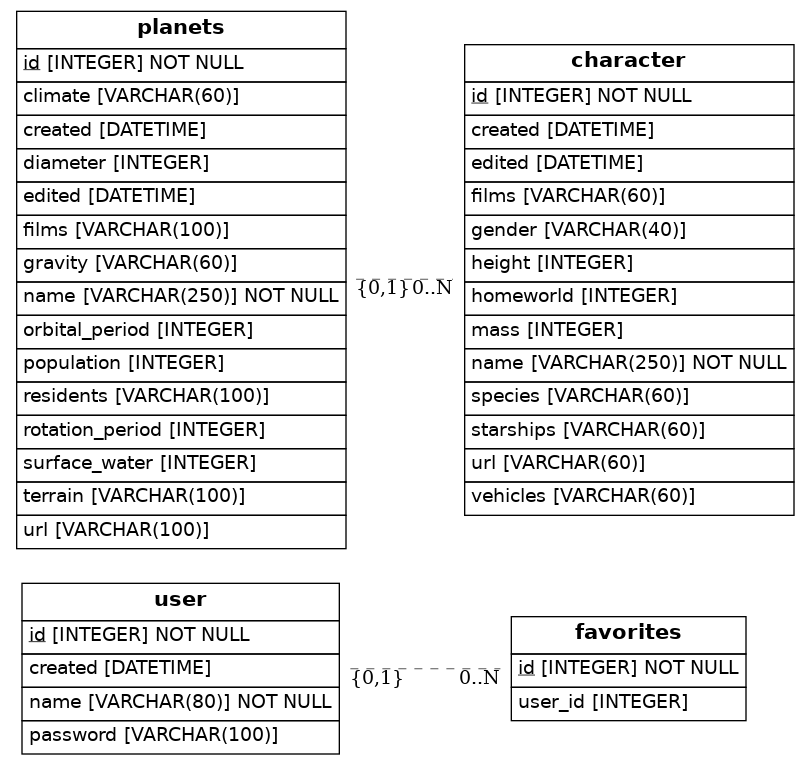 planets
id [INTEGER] NOT NULL
climate [VARCHAR(60)]
created [DATETIME]
diameter [INTEGER]
edited [DATETIME]
films [VARCHAR(100)]
gravity [VARCHAR(60)]
name [VARCHAR(250)] NOT NULL
orbital_period [INTEGER]
population [INTEGER]
residents [VARCHAR(100)]
rotation_period [INTEGER]
surface_water [INTEGER]
terrain [VARCHAR(100)]
url [VARCHAR(100)]
{0,1} 0..N
character
id [INTEGER] NOT NULL
created [DATETIME]
edited [DATETIME]
films [VARCHAR(60)]
gender [VARCHAR(40)]
height [INTEGER]
homeworld [INTEGER]
mass [INTEGER]
name [VARCHAR(250)] NOT NULL
species [VARCHAR(60)]
starships [VARCHAR(60)]
url [VARCHAR(60)]
vehicles [VARCHAR(60)]
user
id [INTEGER] NOT NULL
created [DATETIME]
name [VARCHAR(80)] NOT NULL
password [VARCHAR(100)]
{0,1} 0..N
favorites
id [INTEGER] NOT NULL
user_id [INTEGER]